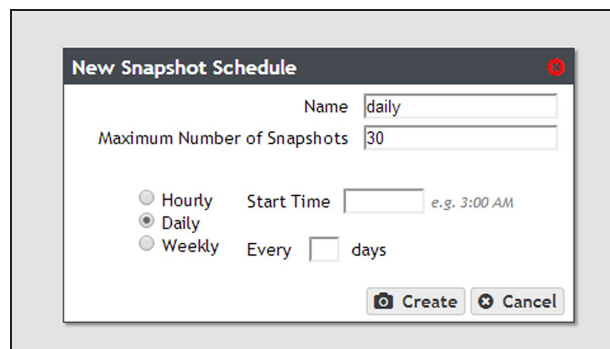 New Snapshot Schedule
Name daily
Maximum Number of Snapshots 30
Hourly Start Time e.g. 3:00 AM
Daily
Weekly Every days
Create Cancel